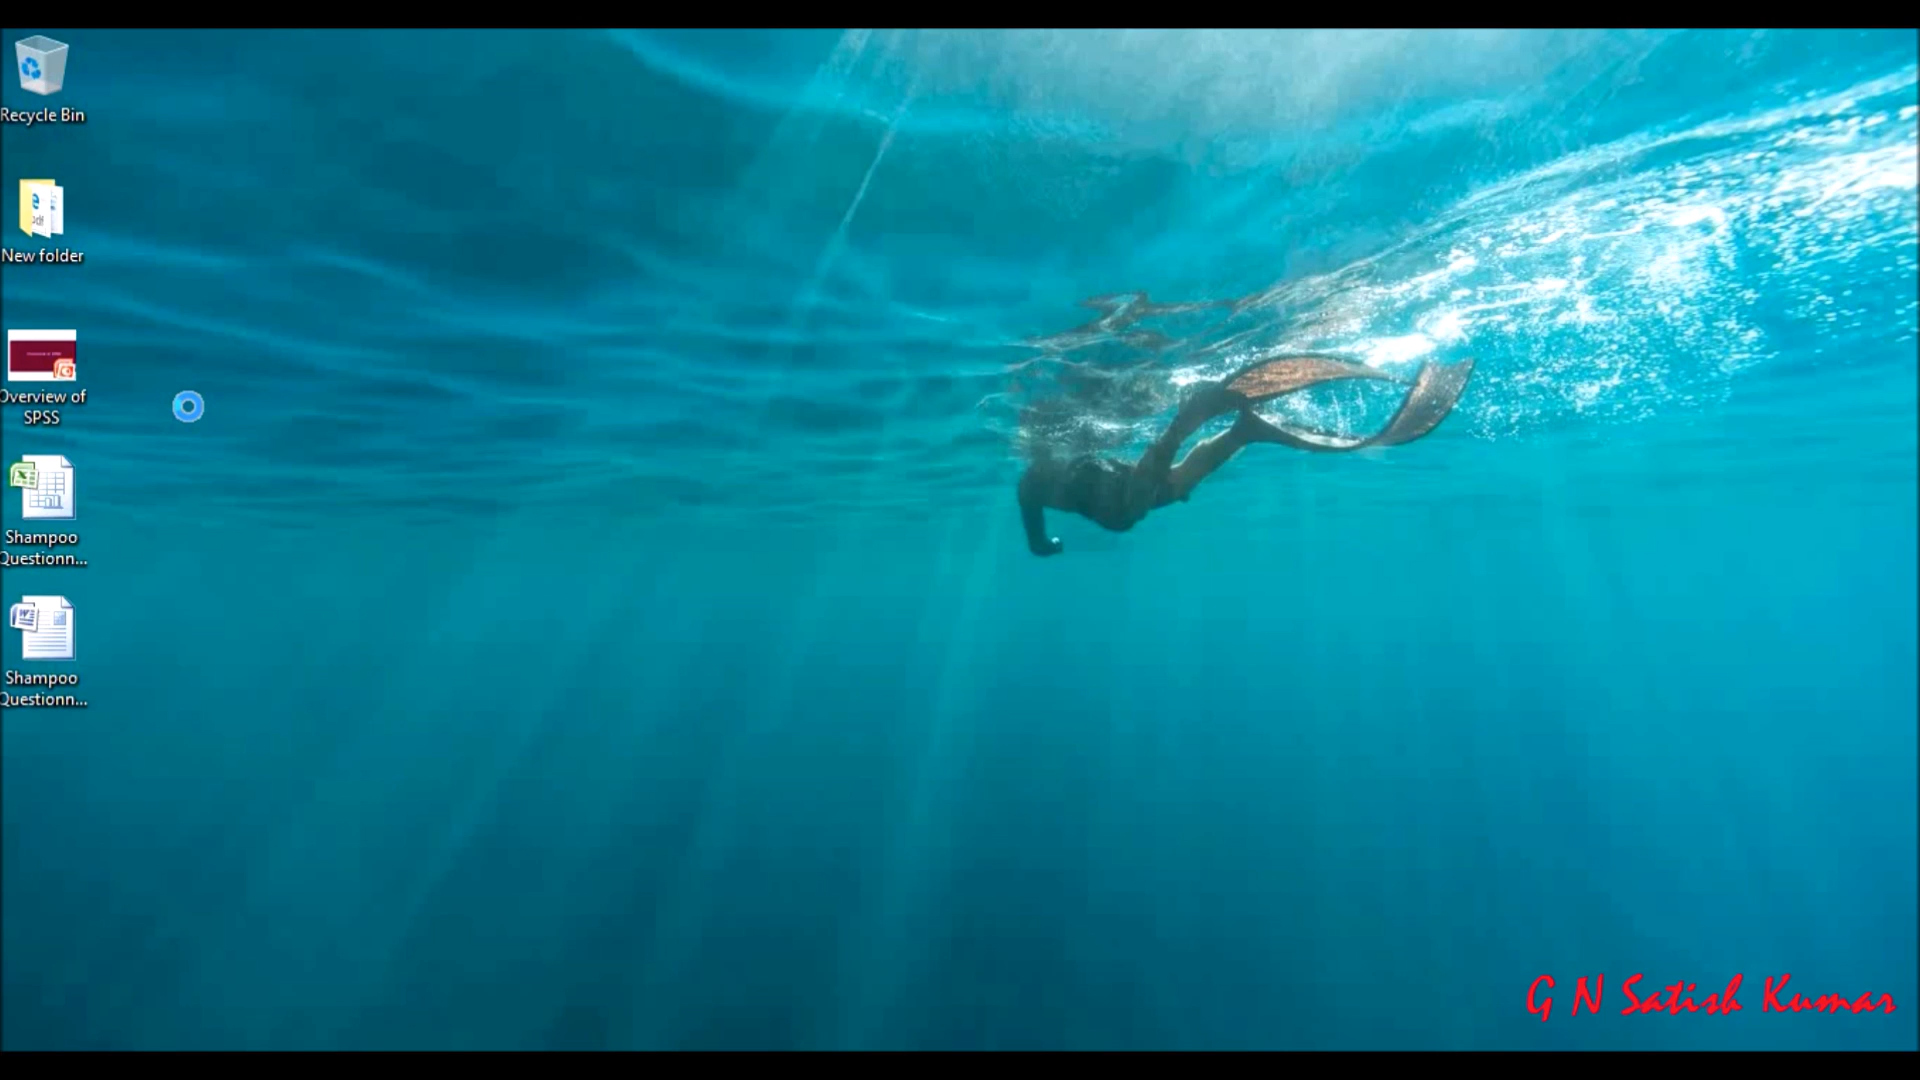 Recycle Bin
New folder
Overview of
SPSS
Shampoo
Questionn...
Shampoo
Questionn...
G N Satish Kumar